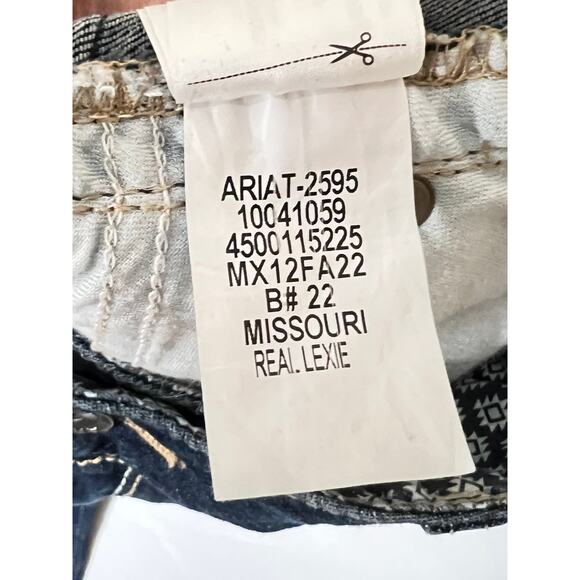 ARIAT-2595
10041059
4500115225
MX12FA22
B# 22
MISSOURI
REAL LEXIE